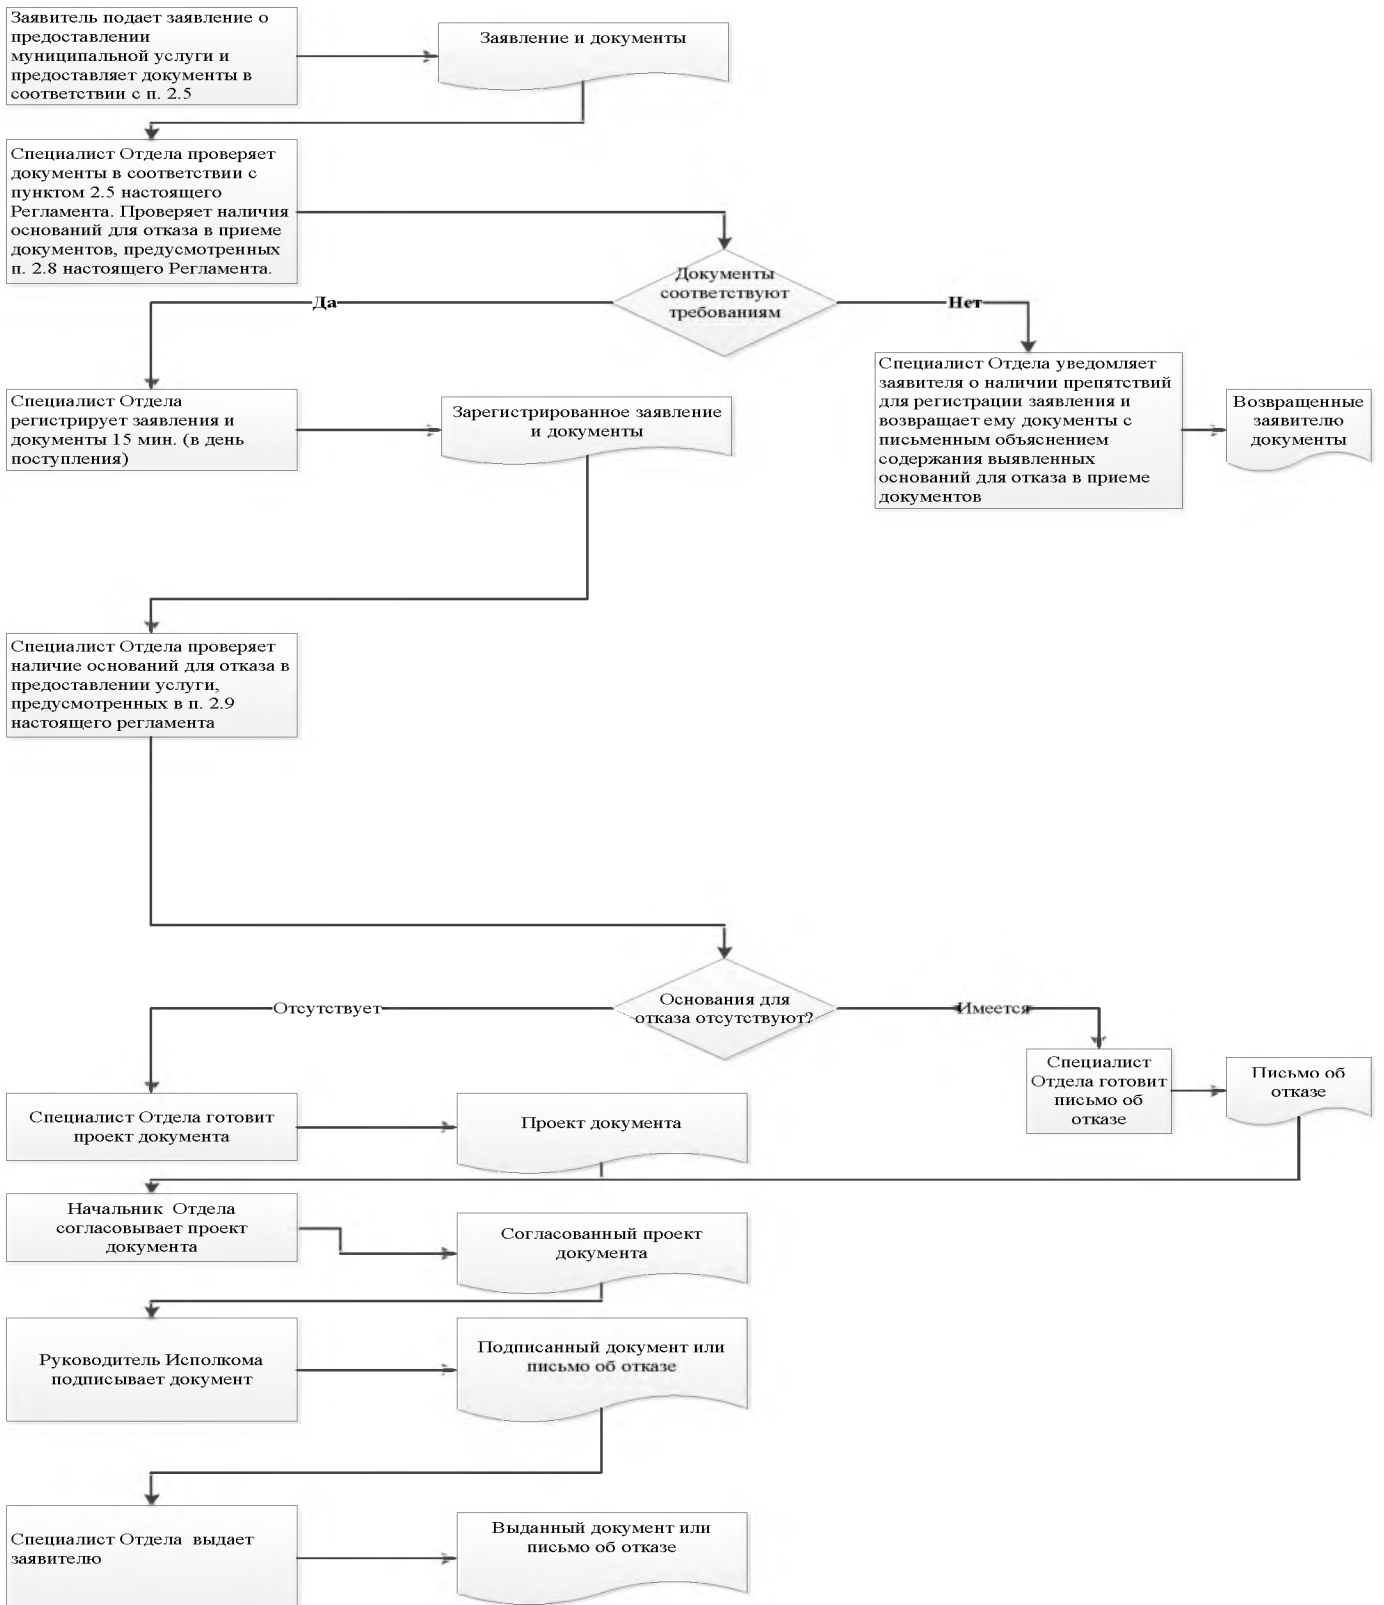 Заявитель подает заявление о
предоставлении
муниципальной услуги и
предоставляет документы в
соответствии с п. 2.5
Заявление и документы
Специалист Отдела проверяет
документы в соответствии с
пунктом 2.5 настоящего
Регламента. Проверяет наличия
оснований для отказа в приеме
документов, предусмотренных
п. 2.8 настоящего Регламента.
Документы
соответствуют
требованиям
Да
Нет
Специалист Отдела
регистрирует заявления и
документы 15 мин. (в день
поступления)
Зарегистрированное заявление
и документы
Специалист Отдела уведомляет
заявителя о наличии препятствий
для регистрации заявления и
возвращает ему документы с
письменным объяснением
содержания выявленных
оснований для отказа в приеме
документов
Возвращенные
заявителю
документы
Специалист Отдела проверяет
наличие оснований для отказа в
предоставлении услуги,
предусмотренных в п. 2.9
настоящего регламента
Основания для
отказа отсутствуют?
Отсутствует
Имеется
Специалист
Отдела готовит
письмо об
отказе
Письмо об
отказе
Специалист Отдела готовит
проект документа
Проект документа
Начальник Отдела
согласовывает проект
документа
Согласованный проект
документа
Руководитель Исполкома
подписывает документ
Подписанный документ или
письмо об отказе
Специалист Отдела выдает
заявителю
Выданный документ или
письмо об отказе